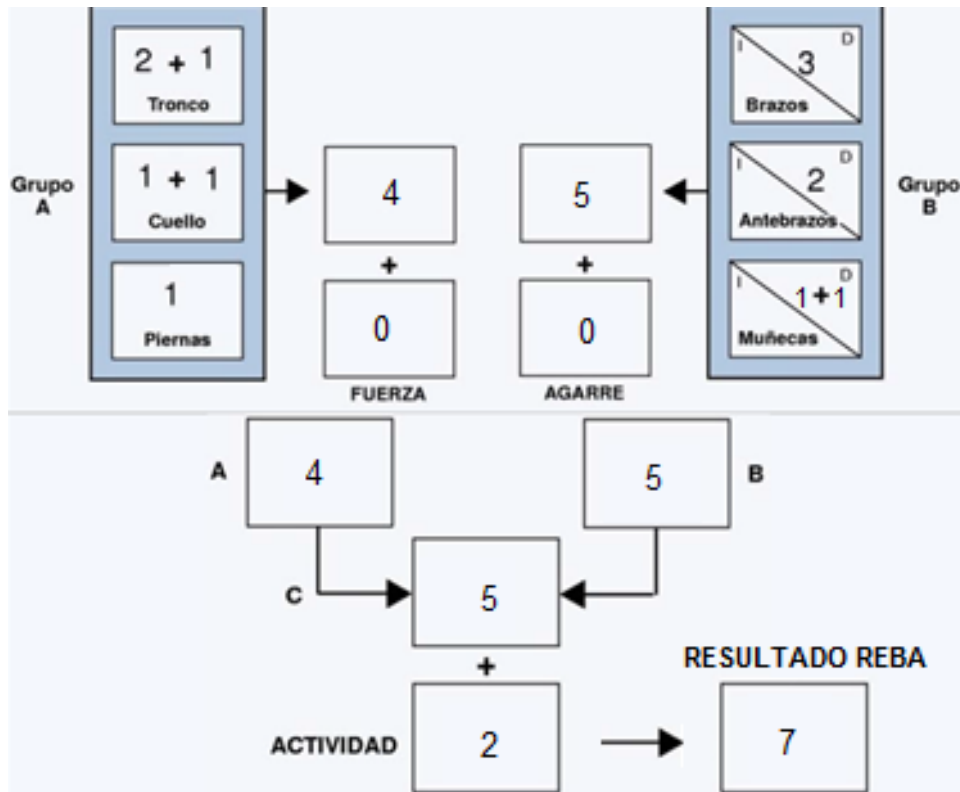 2 + 1
Tronco
Grupo
A
1 + 1
Cuello
1
Piernas
4
+
0
FUERZA
5
+
0
AGARRE
I
D
3
Brazos
I
D
2
Antebrazos
I
D
1 + 1
Muñecas
Grupo
B
A
4
5
B
C
5
+
ACTIVIDAD
2
RESULTADO REBA
7